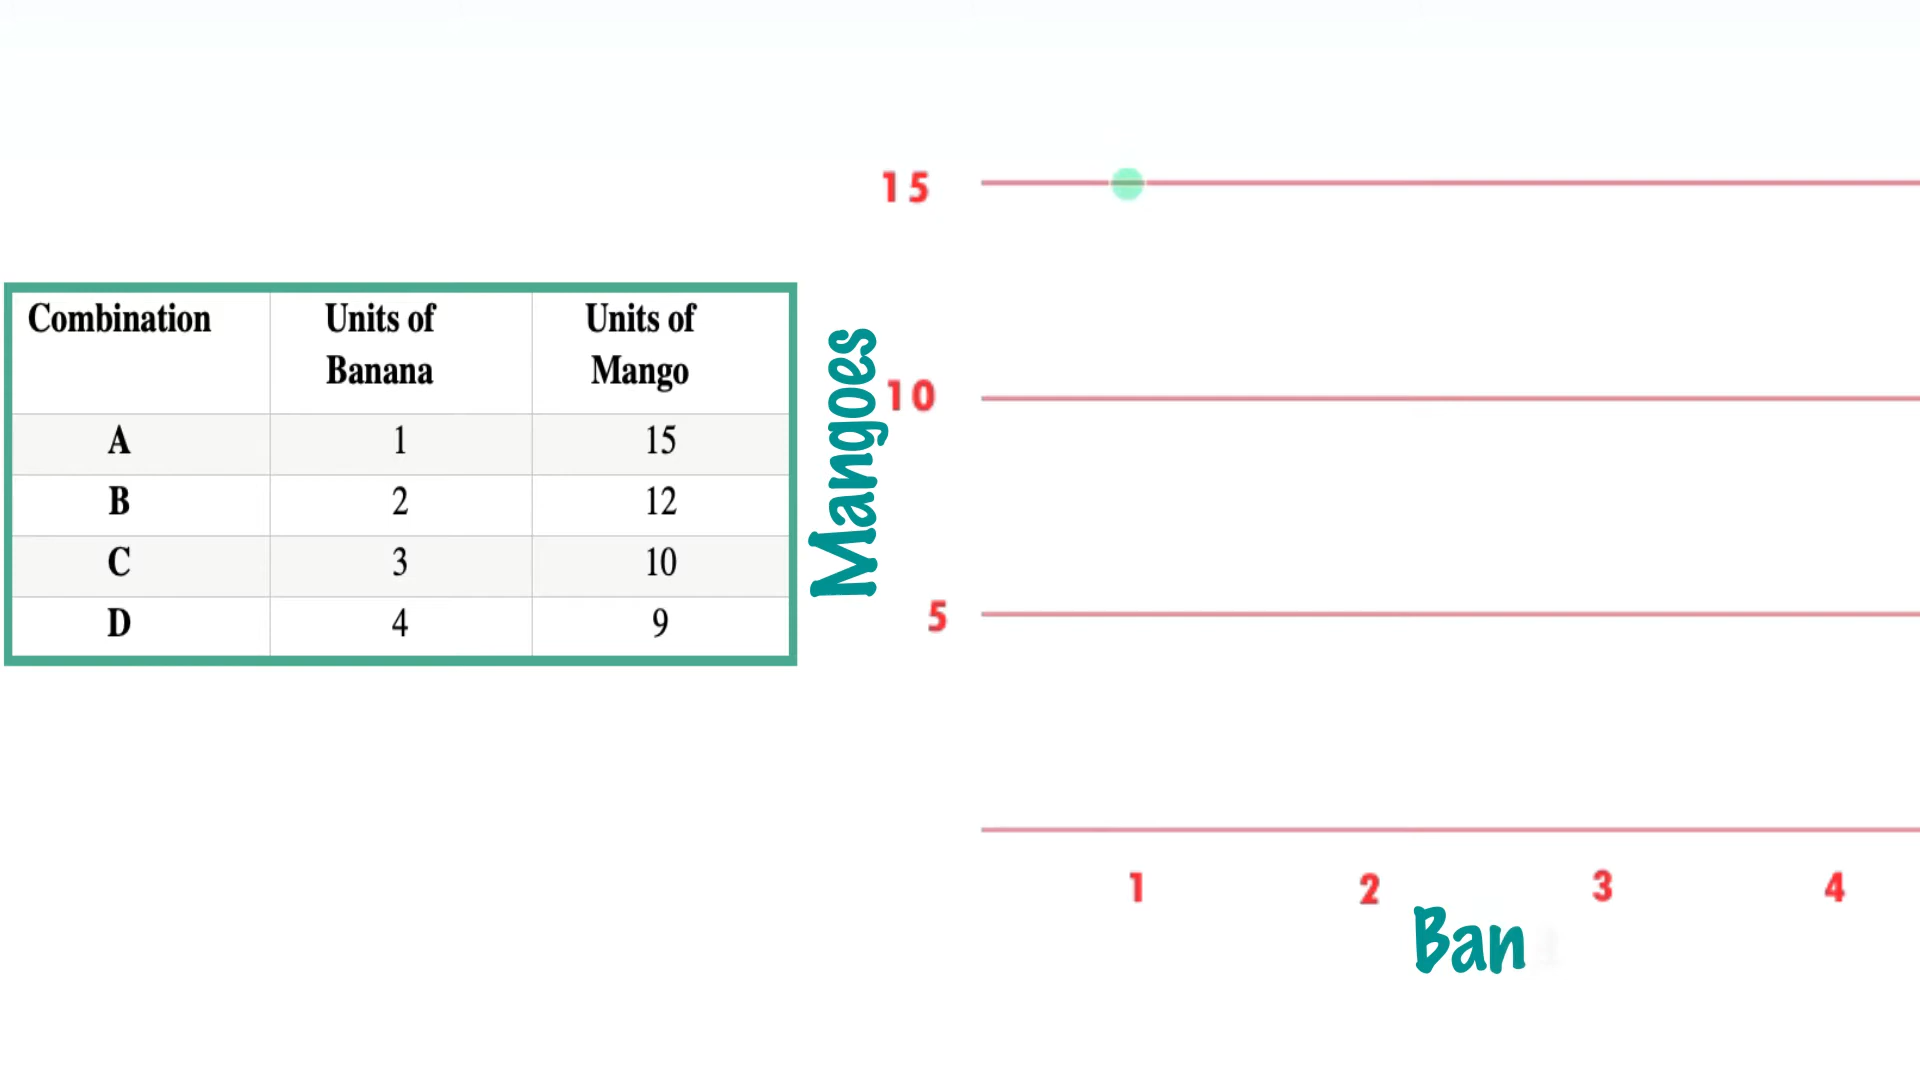 Combination Units of Banana Units of Mango
A 1 15
B 2 12
C 3 10
D 4 9
Mangoes
15
10
5
1 2 3 4
Ban